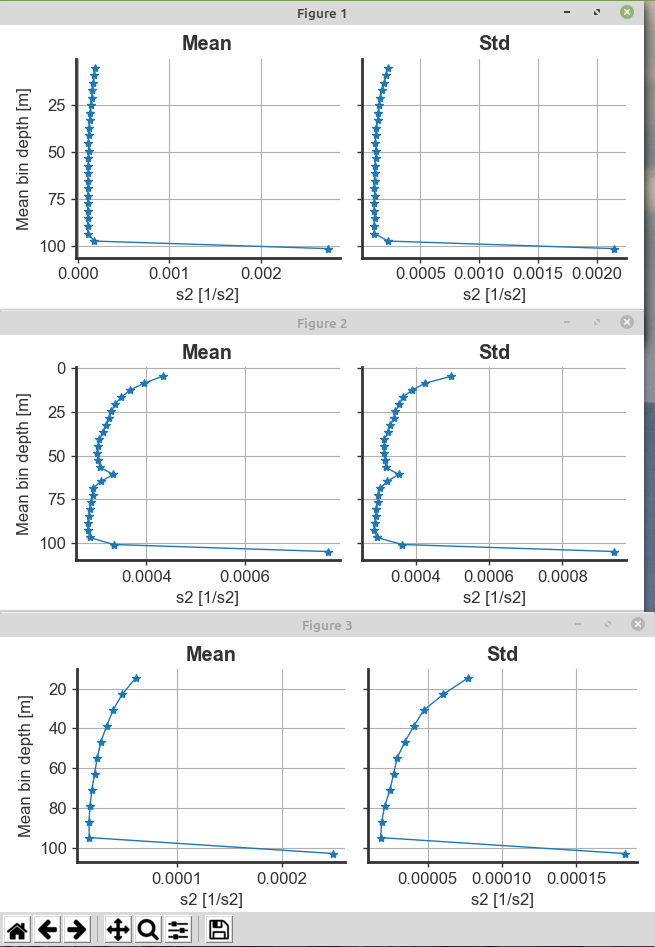 Figure 1
Mean Std
Mean bin depth [m]
25
50
75
100
0.000 0.001 0.002 0.0005 0.0010 0.0015 0.0020
s2 [1/s2] s2 [1/s2]
Figure 2
Mean Std
Mean bin depth [m]
0
25
50
75
100
0.0004 0.0006 0.0004 0.0006 0.0008
s2 [1/s2] s2 [1/s2]
Figure 3
Mean Std
Mean bin depth [m]
20
40
60
80
100
0.0001 0.0002 0.00005 0.00010 0.00015
s2 [1/s2] s2 [1/s2]